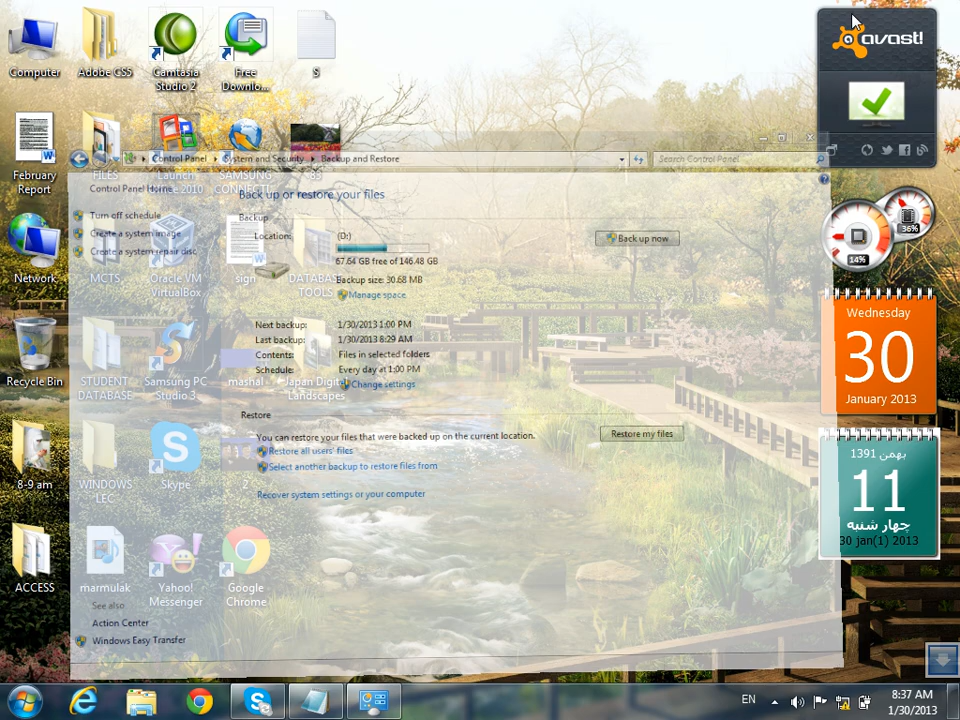 Computer
Adobe CS5
Camtasia
Studio 2
Free
Downlo...
S
avast!
February
Report
FILES
Launch
SAMSUNG
83
Control Panel
System and Security
Backup and Restore
Search Control Panel
Control Panel Home
Turn off schedule
Create a system image
Create a system repair disc
Back up or restore your files
Backup
Location:
(D:)
67.64 GB free of 146.48 GB
Backup size: 30.68 MB
Manage space
Back up now
Network
MCTS
Oracle VM
VirtualBox
sign
DATABASE
TOOLS
Next backup:
1/30/2013 1:00 PM
Last backup:
1/30/2013 8:29 AM
Contents:
Files in selected folders
Schedule:
Every day at 1:00 PM
Change settings
Recycle Bin
STUDENT
DATABASE
Samsung PC
Studio 3
mashal
Japan Digital
Landscapes
Restore
You can restore your files that were backed up on the current location.
Restore my files
Restore all users' files
Select another backup to restore files from
Recover system settings or your computer
8-9 am
WINDOWS
LEC
Skype
2
ACCESS
marmulak
Yahoo!
Messenger
Google
Chrome
See also
Action Center
Windows Easy Transfer
36%
14%
Wednesday
30
January 2013
بهمن 1391
11
چهار شنبه
30 jan(1) 2013
EN
8:37 AM
1/30/2013